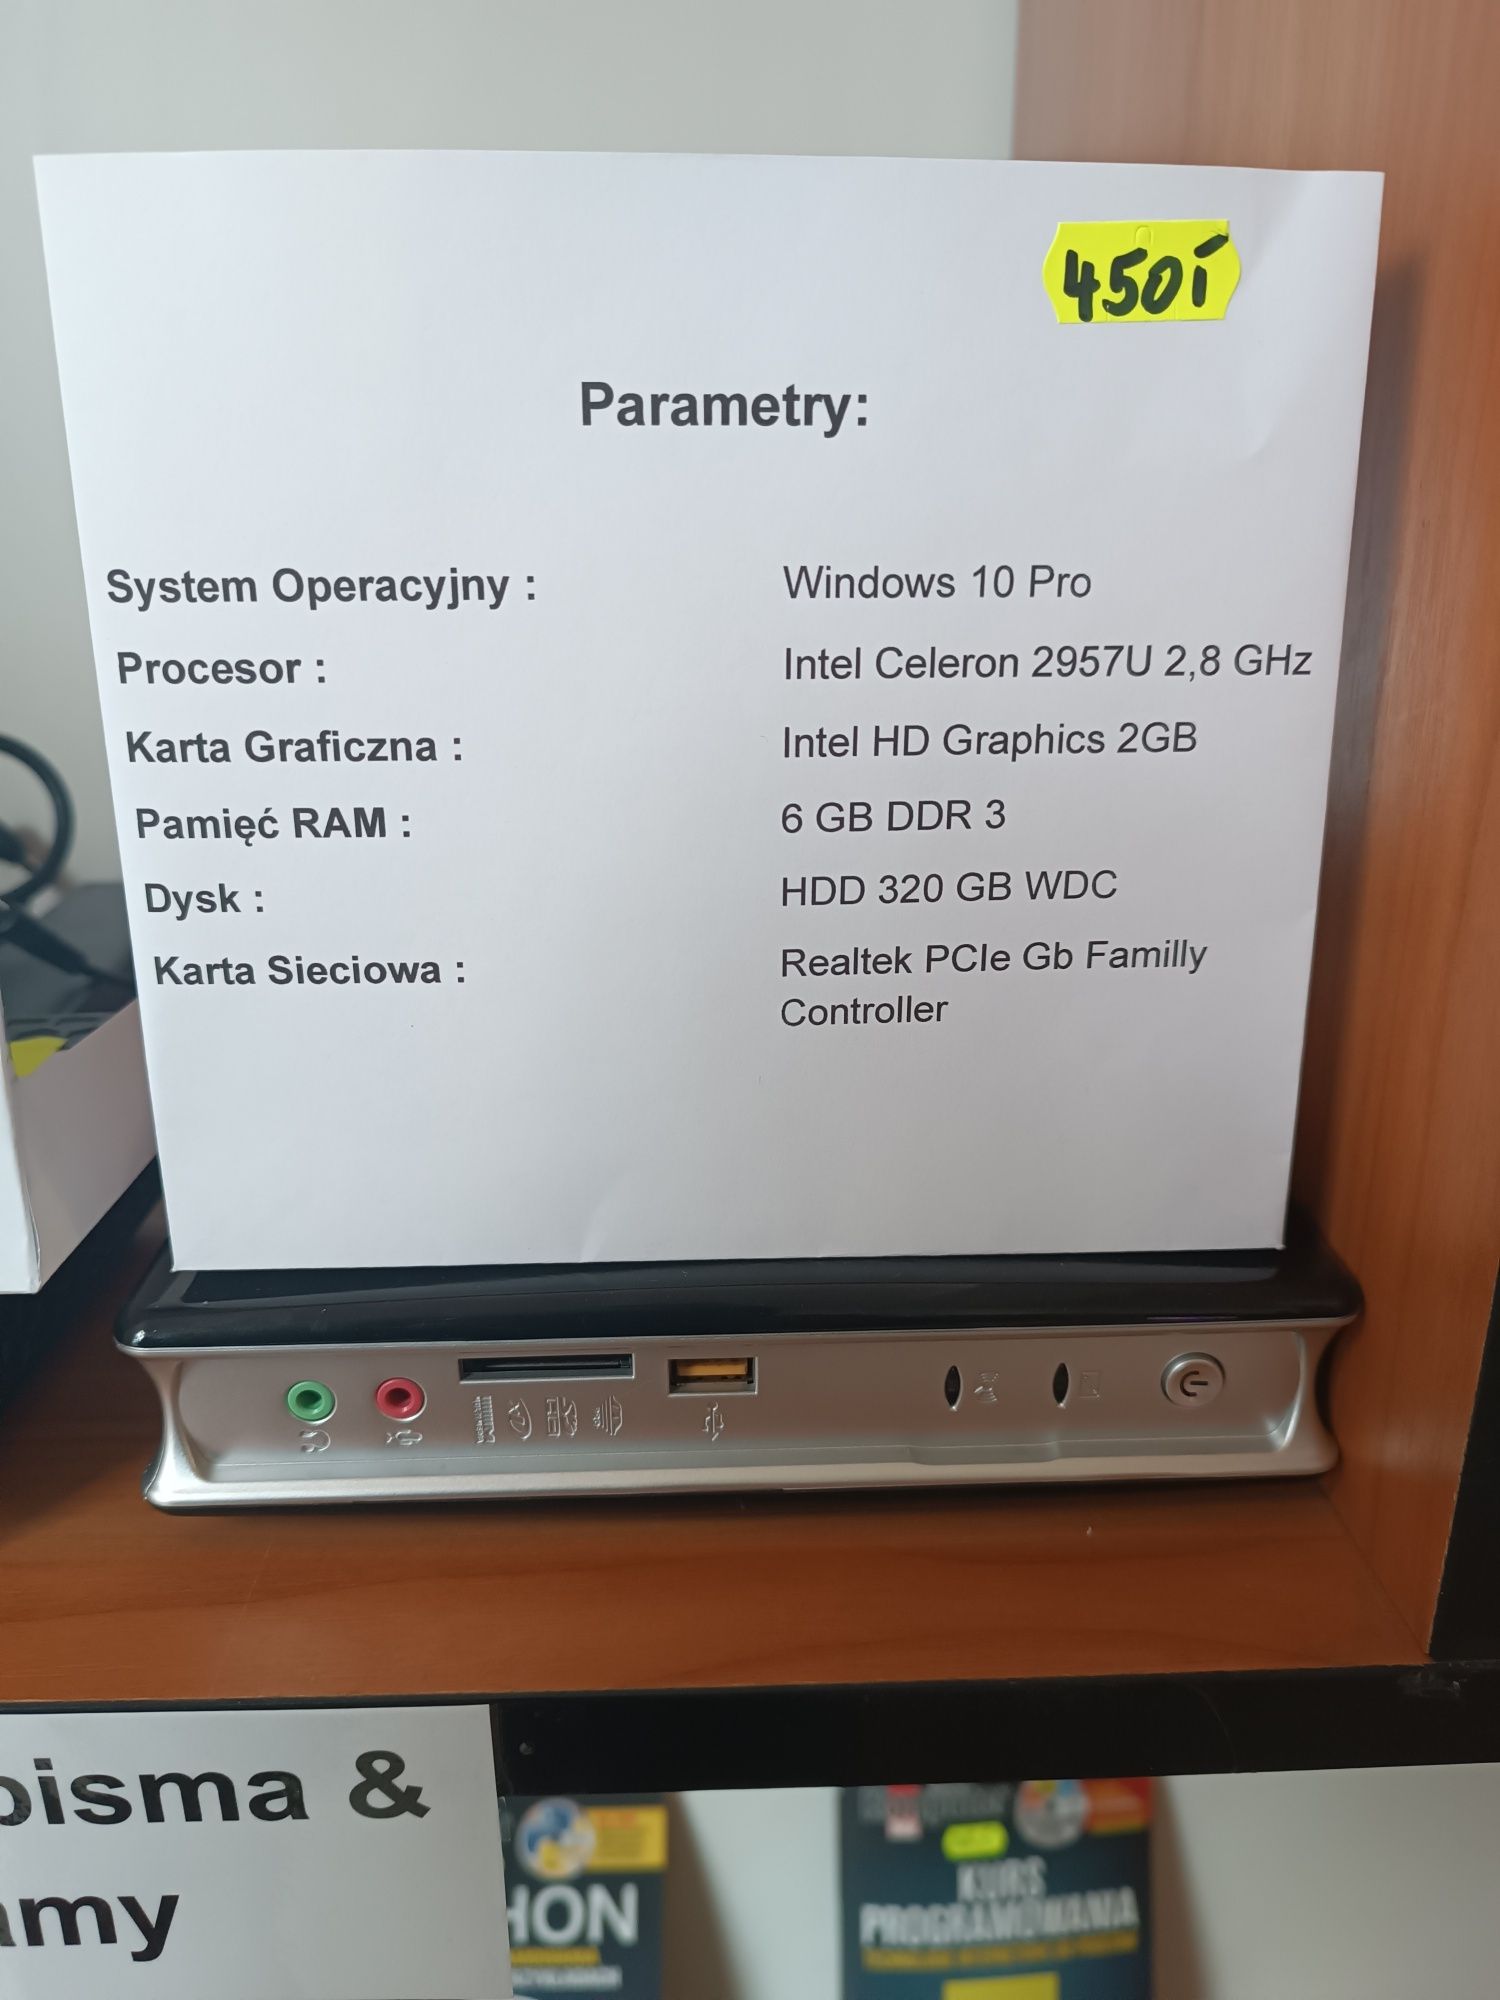 450
Parametry:
System Operacyjny : Windows 10 Pro
Procesor : Intel Celeron 2957U 2,8 GHz
Karta Graficzna : Intel HD Graphics 2GB
Pamięć RAM : 6 GB DDR 3
Dysk : HDD 320 GB WDC
Karta Sieciowa : Realtek PCIe Gb Familly
Controller
pisma &
amy
HON
KURS
PROGRAMOWANIA